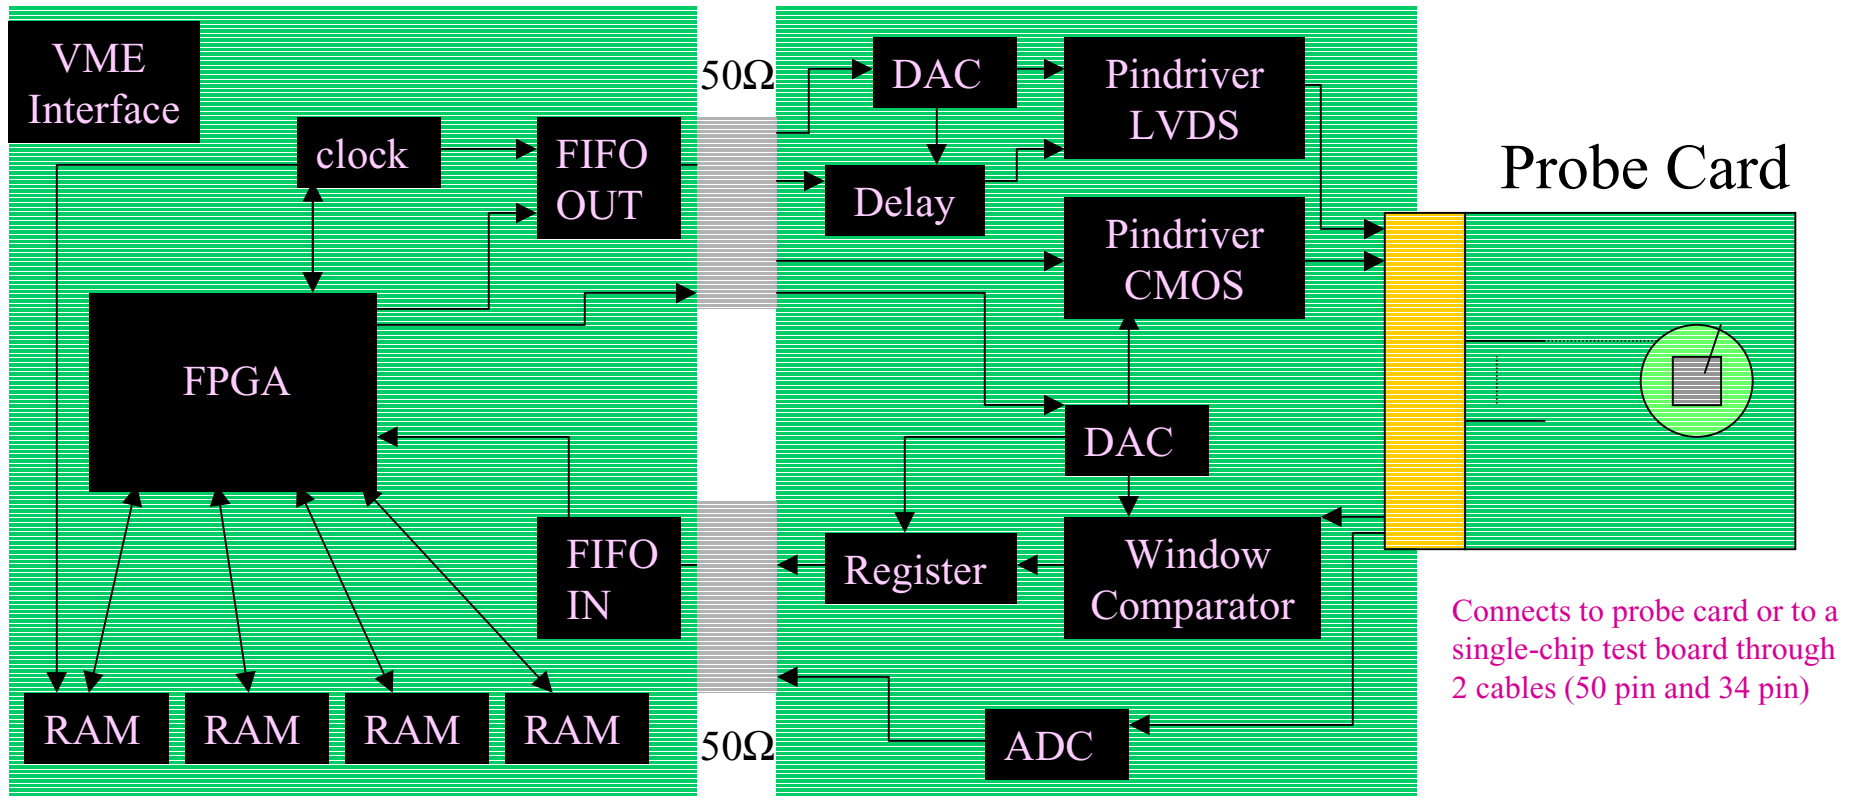 VME
Interface
clock
FIFO
OUT
50Ω
DAC
Pindriver
LVDS
Delay
Pindriver
CMOS
Probe Card
FPGA
DAC
FIFO
IN
Register
Window
Comparator
Connects to probe card or to a
single-chip test board through
2 cables (50 pin and 34 pin)
RAM
RAM
RAM
RAM
50Ω
ADC